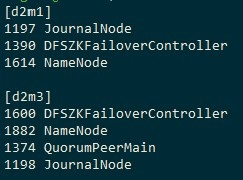 [d2m1]
1197 JournalNode
1390 DFSZKFailoverController
1614 NameNode

[d2m3]
1600 DFSZKFailoverController
1882 NameNode
1374 QuorumPeerMain
1198 JournalNode